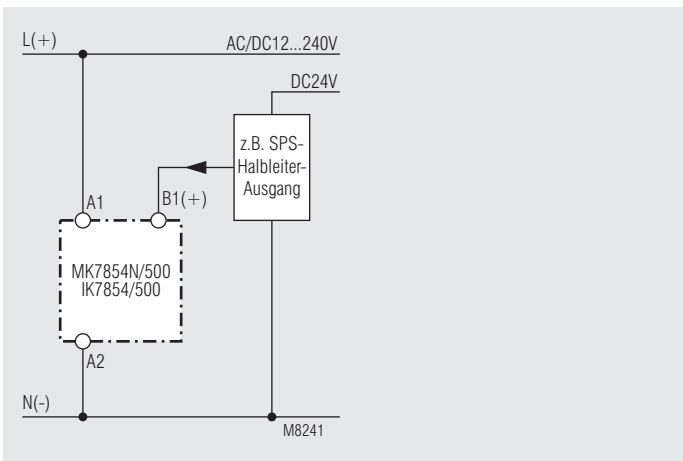 L(+)
AC/DC12...240V
DC24V
z.B. SPS-
Halbleiter-
Ausgang
A1
B1(+)
MK7854N/500
IK7854/500
A2
N(-)
M8241